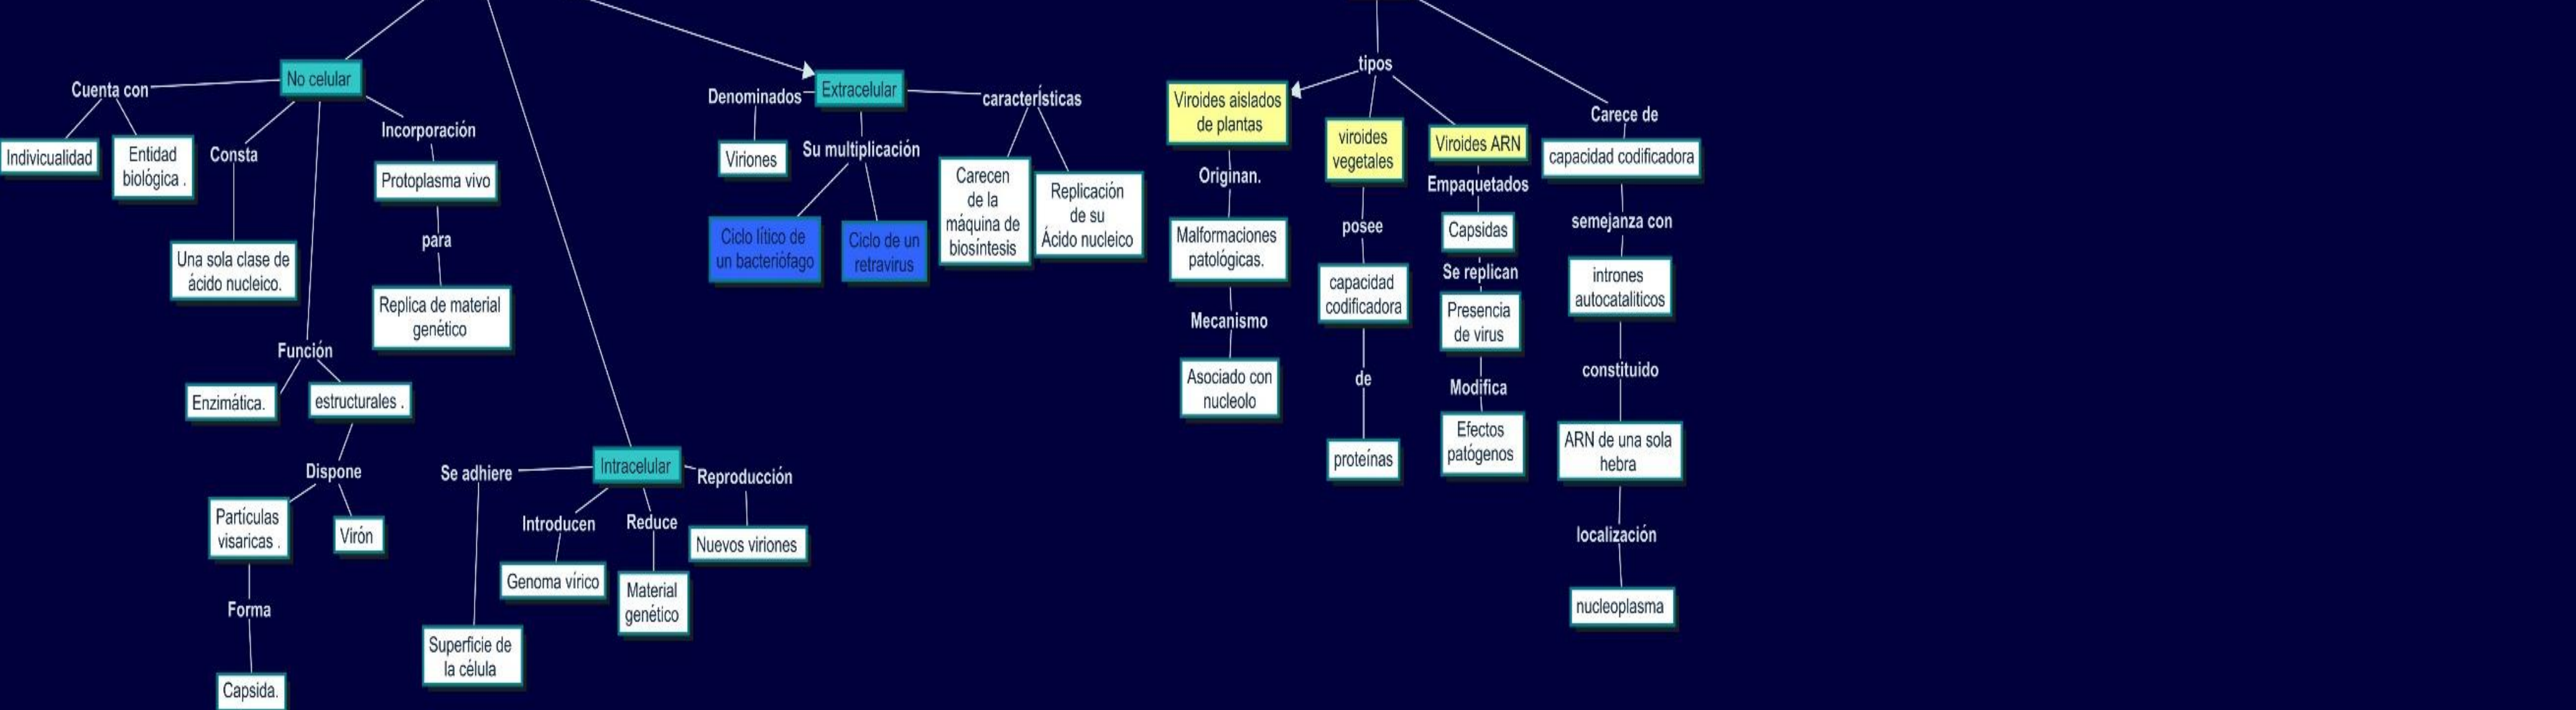 No celular
Cuenta con
Indivicualidad
Entidad
biológica .
Consta
Una sola clase de
ácido nucleico.
Incorporación
Protoplasma vivo
para
Replica de material
genético
Función
Enzimática.
estructurales .
Dispone
Partículas
visaricas .
Virón
Forma
Capsida.
Intracelular
Se adhiere
Superficie de
la célula
Introducen
Genoma vírico
Reduce
Material
genético
Reproducción
Nuevos viriones
Extracelular
Denominados
Viriones
Su multiplicación
Ciclo lítico de
un bacteriófago
Ciclo de un
retravirus
características
Carecen
de la
máquina de
biosíntesis
Replicación
de su
Ácido nucleico
tipos
Viroides aislados
de plantas
Originan.
Malformaciones
patológicas.
Mecanismo
Asociado con
nucleolo
viroides
vegetales
posee
capacidad
codificadora
de
proteínas
Viroides ARN
Empaquetados
Capsidas
Se replican
Presencia
de virus
Modifica
Efectos
patógenos
Carece de
capacidad codificadora
semejanza con
intrones
autocataliticos
constituido
ARN de una sola
hebra
localización
nucleoplasma